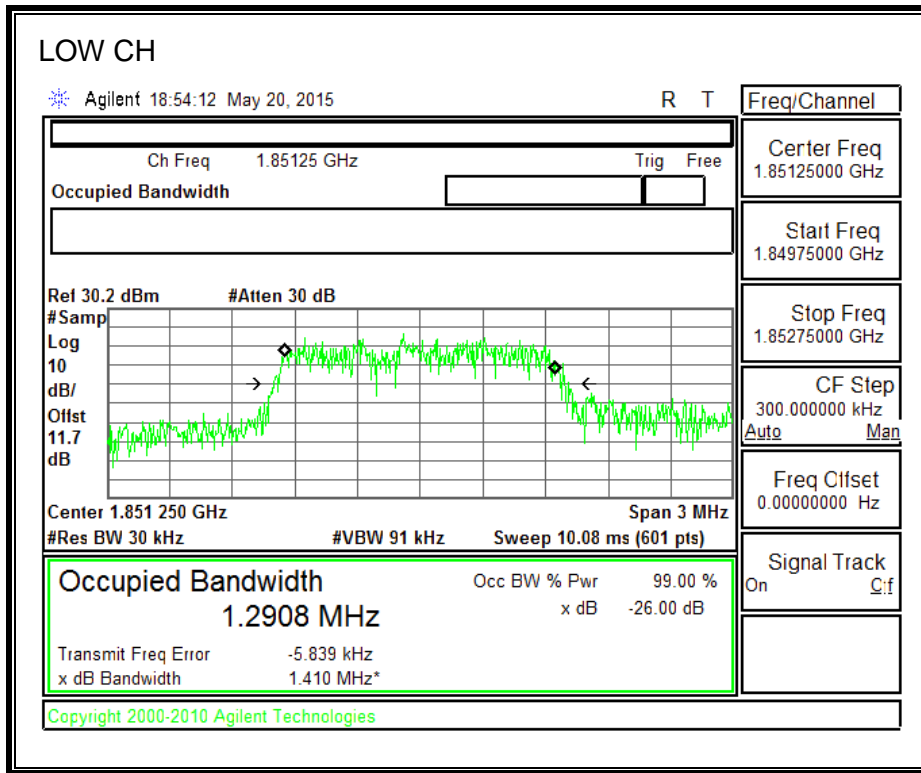 LOW CH
Agilent 18:54:12 May 20, 2015 R T
Ch Freq 1.85125 GHz Trig Free
Occupied Bandwidth
Ref 30.2 dBm #Atten 30 dB
#Samp
Log
10
dB/
Offst
11.7
dB
Center 1.851 250 GHz Span 3 MHz
#Res BW 30 kHz #VBW 91 kHz Sweep 10.08 ms (601 pts)
Occupied Bandwidth Occ BW % Pwr 99.00 %
1.2908 MHz x dB -26.00 dB
Transmit Freq Error -5.839 kHz
x dB Bandwidth 1.410 MHz*
Copyright 2000-2010 Agilent Technologies
Freq/Channel
Center Freq
1.85125000 GHz
Start Freq
1.84975000 GHz
Stop Freq
1.85275000 GHz
CF Step
300.000000 kHz
Auto Man
Freq Offset
0.00000000 Hz
Signal Track
On Off